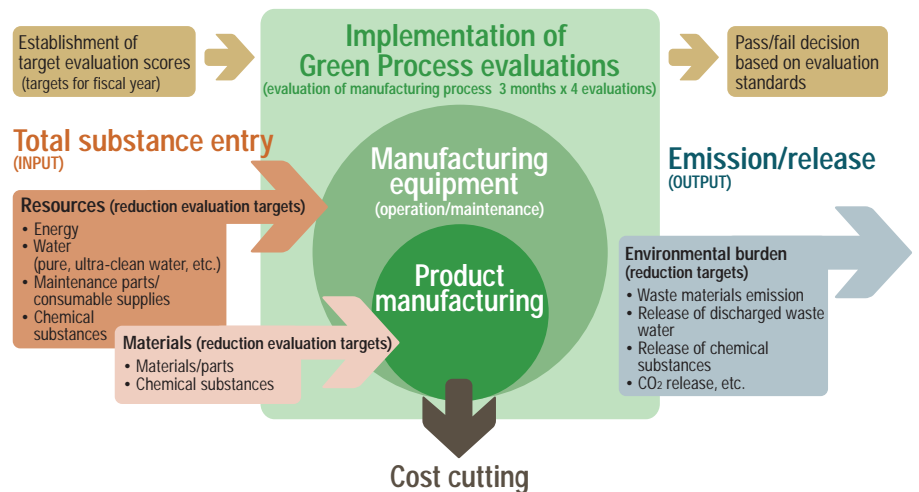 Establishment of
target evaluation scores
(targets for fiscal year)
Implementation of
Green Process evaluations
(evaluation of manufacturing process 3 months x 4 evaluations)
Pass/fail decision
based on evaluation
standards
Total substance entry
(INPUT)
Resources (reduction evaluation targets)
• Energy
• Water
(pure, ultra-clean water, etc.)
• Maintenance parts/
consumable supplies
• Chemical
substances
Materials (reduction evaluation targets)
• Materials/parts
• Chemical substances
Manufacturing
equipment
(operation/maintenance)
Product
manufacturing
Emission/release
(OUTPUT)
Environmental burden
(reduction targets)
• Waste materials emission
• Release of discharged waste
water
• Release of chemical
substances
• CO₂ release, etc.
Cost cutting